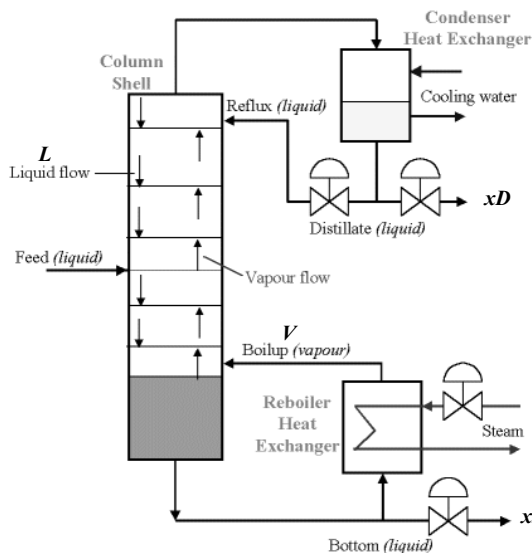 Condenser
Heat Exchanger
Column
Shell
Cooling water
Reflux (liquid)
L
Liquid flow
xD
Distillate (liquid)
Feed (liquid)
Vapour flow
V
Boilup (vapour)
Reboiler
Heat
Exchanger
Steam
x
Bottom (liquid)